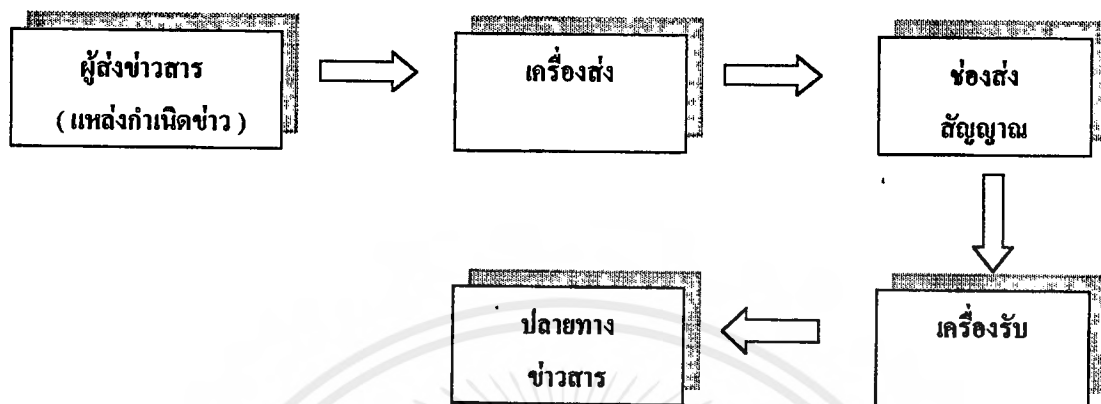 ผู้ส่งข่าวสาร
( แหล่งกำเนิดข่าว )
เครื่องส่ง
ช่องส่ง
สัญญาณ
เครื่องรับ
ปลายทาง
ข่าวสาร